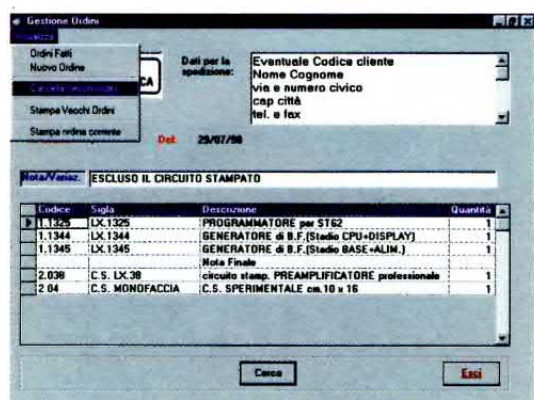 Gestione Ordini
Visualizza
Ordini Fatti
Nuovo Ordine
Stampa Vecchi Ordini
Stampa ordine corrente
CA
Dati per la spedizione:
Eventuale Codice cliente
Nome Cognome
via e numero civico
cap città
tel. e fax
Del: 29/07/98
Nota/Variaz. ESCLUSO IL CIRCUITO STAMPATO
Codice Sigla Descrizione Quantità
1.1325 LX.1325 PROGRAMMATORE per ST62 1
1.1344 LX.1344 GENERATORE di B.F.(Stadio CPU+DISPLAY) 1
1.1345 LX.1345 GENERATORE di B.F.(Stadio BASE+ALIM.) 1
Nota Finale
2.038 C.S. LX.38 circuito stamp. PREAMPLIFICATORE professionale 1
2 04 C.S. MONOFACCIA C.S. SPERIMENTALE cm.10 x 16 1
Cerca
Esci